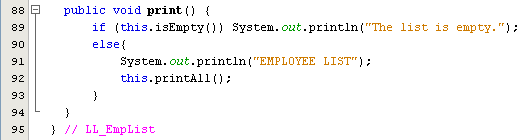 88 public void print() {
89 if (this.isEmpty()) System.out.println("The list is empty.");
90 else{
91 System.out.println("EMPLOYEE LIST");
92 this.printAll();
93 }
94 }
95 } // LL_EmpList